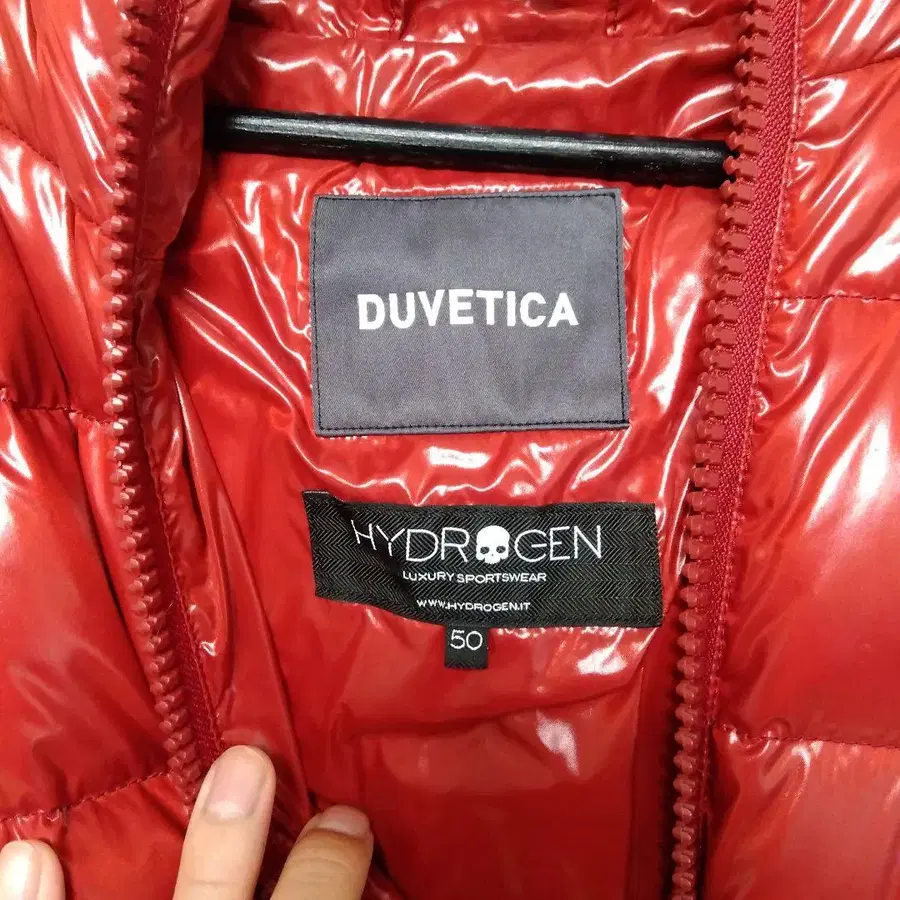 DUVETICA
HYDROGEN
LUXURY SPORTSWEAR
WWW.HYDROGEN.IT
50